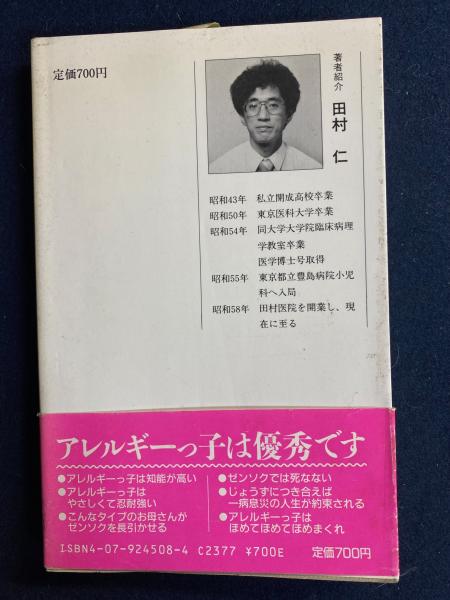 定価700円
著者紹介 田村 仁
昭和43年 私立開成高校卒業
昭和50年 東京医科大学卒業
昭和54年 同大学大学院臨床病理
学教室卒業
医学博士号取得
昭和55年 東京都立豊島病院小児
科へ入局
昭和58年 田村医院を開業し、現
在に至る
アレルギーっ子は優秀です
●アレルギーっ子は知能が高い
●アレルギーっ子は
やさしくて忍耐強い
●こんなタイプのお母さんが
ゼンソクを長引かせる
●ゼンソクでは死なない
●じょうずにつき合えば
一病息災の人生が約束される
●アレルギーっ子は
ほめてほめてほめまくれ
ISBN4-07-924508-4 C2377 ¥700E
定価700円